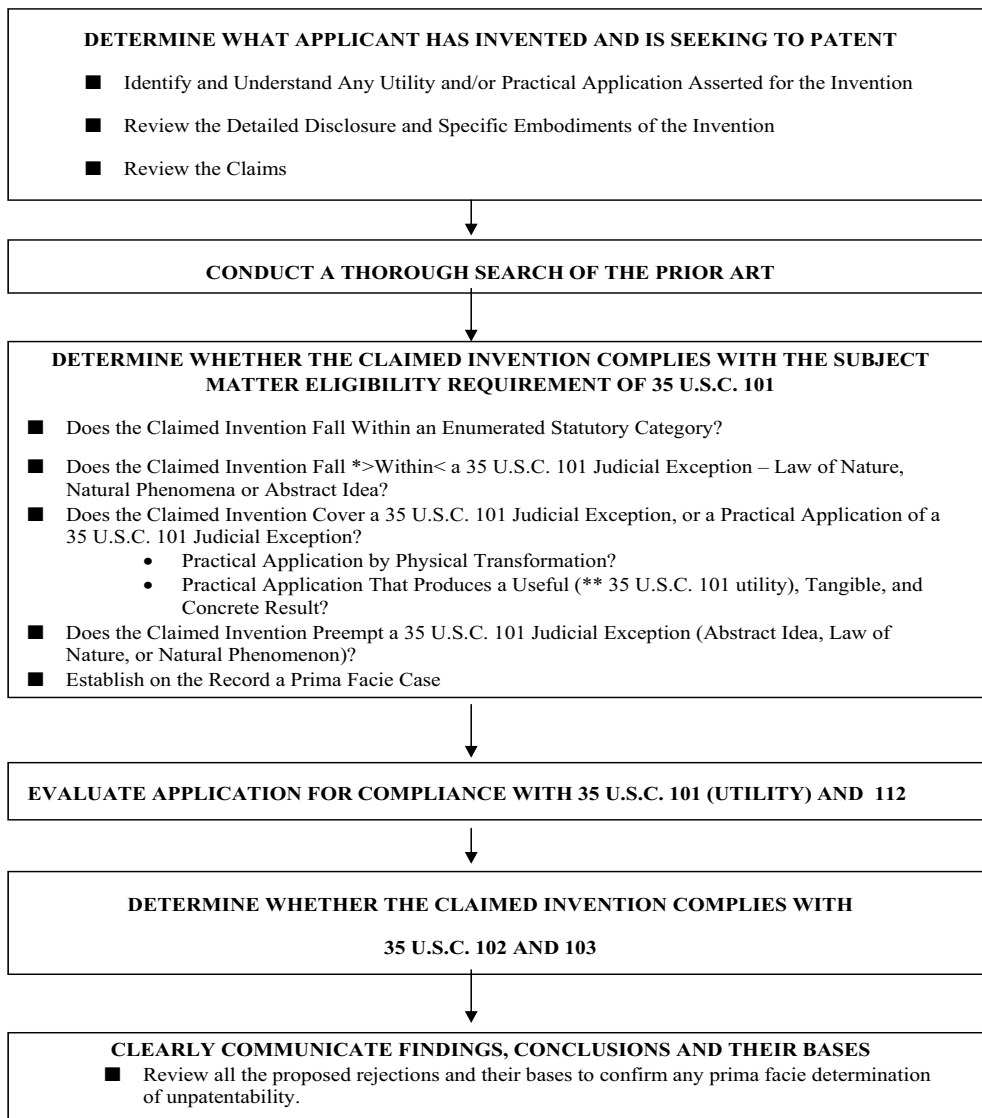 DETERMINE WHAT APPLICANT HAS INVENTED AND IS SEEKING TO PATENT
■ Identify and Understand Any Utility and/or Practical Application Asserted for the Invention
■ Review the Detailed Disclosure and Specific Embodiments of the Invention
■ Review the Claims
CONDUCT A THOROUGH SEARCH OF THE PRIOR ART
DETERMINE WHETHER THE CLAIMED INVENTION COMPLIES WITH THE SUBJECT
MATTER ELIGIBILITY REQUIREMENT OF 35 U.S.C. 101
■ Does the Claimed Invention Fall Within an Enumerated Statutory Category?
■ Does the Claimed Invention Fall *>Within< a 35 U.S.C. 101 Judicial Exception – Law of Nature,
Natural Phenomena or Abstract Idea?
■ Does the Claimed Invention Cover a 35 U.S.C. 101 Judicial Exception, or a Practical Application of a
35 U.S.C. 101 Judicial Exception?
• Practical Application by Physical Transformation?
• Practical Application That Produces a Useful (** 35 U.S.C. 101 utility), Tangible, and
Concrete Result?
■ Does the Claimed Invention Preempt a 35 U.S.C. 101 Judicial Exception (Abstract Idea, Law of
Nature, or Natural Phenomenon)?
■ Establish on the Record a Prima Facie Case
EVALUATE APPLICATION FOR COMPLIANCE WITH 35 U.S.C. 101 (UTILITY) AND 112
DETERMINE WHETHER THE CLAIMED INVENTION COMPLIES WITH
35 U.S.C. 102 AND 103
CLEARLY COMMUNICATE FINDINGS, CONCLUSIONS AND THEIR BASES
■ Review all the proposed rejections and their bases to confirm any prima facie determination
of unpatentability.